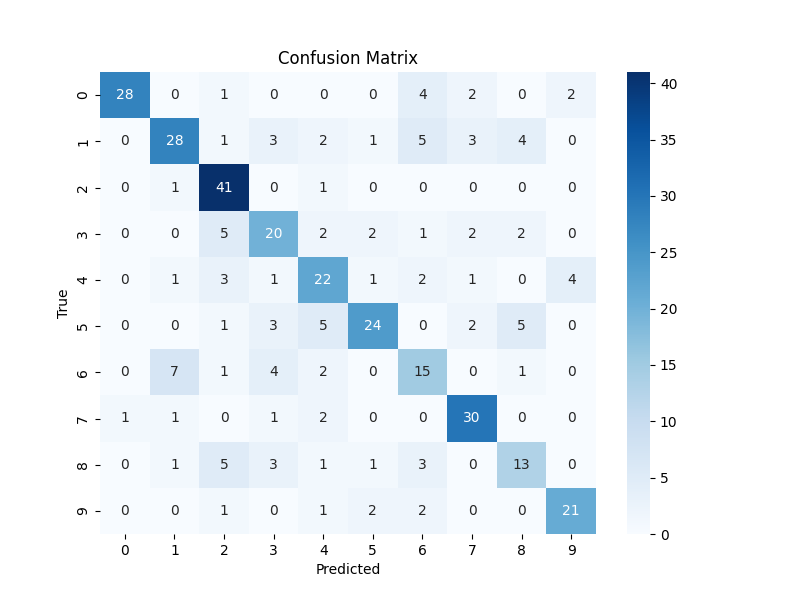 Confusion Matrix
0 28 0 1 0 0 0 4 2 0 2
1 0 28 1 3 2 1 5 3 4 0
2 0 1 41 0 1 0 0 0 0 0
3 0 0 5 20 2 2 1 2 2 0
4 0 1 3 1 22 1 2 1 0 4
5 0 0 1 3 5 24 0 2 5 0
6 0 7 1 4 2 0 15 0 1 0
7 1 1 0 1 2 0 0 30 0 0
8 0 1 5 3 1 1 3 0 13 0
9 0 0 1 0 1 2 2 0 0 21
0 1 2 3 4 5 6 7 8 9
Predicted
True
40
35
30
25
20
15
10
5
0